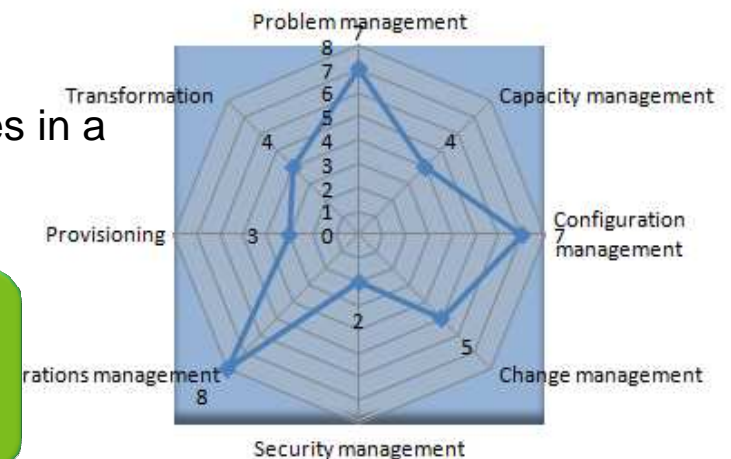 Problem management
7
8
7
6
5
4
3
2
1
0
Transformation
es in a
4
4
Capacity management
Provisioning
3
Configuration
7
management
2
5
rations management
8
Change management
Security management